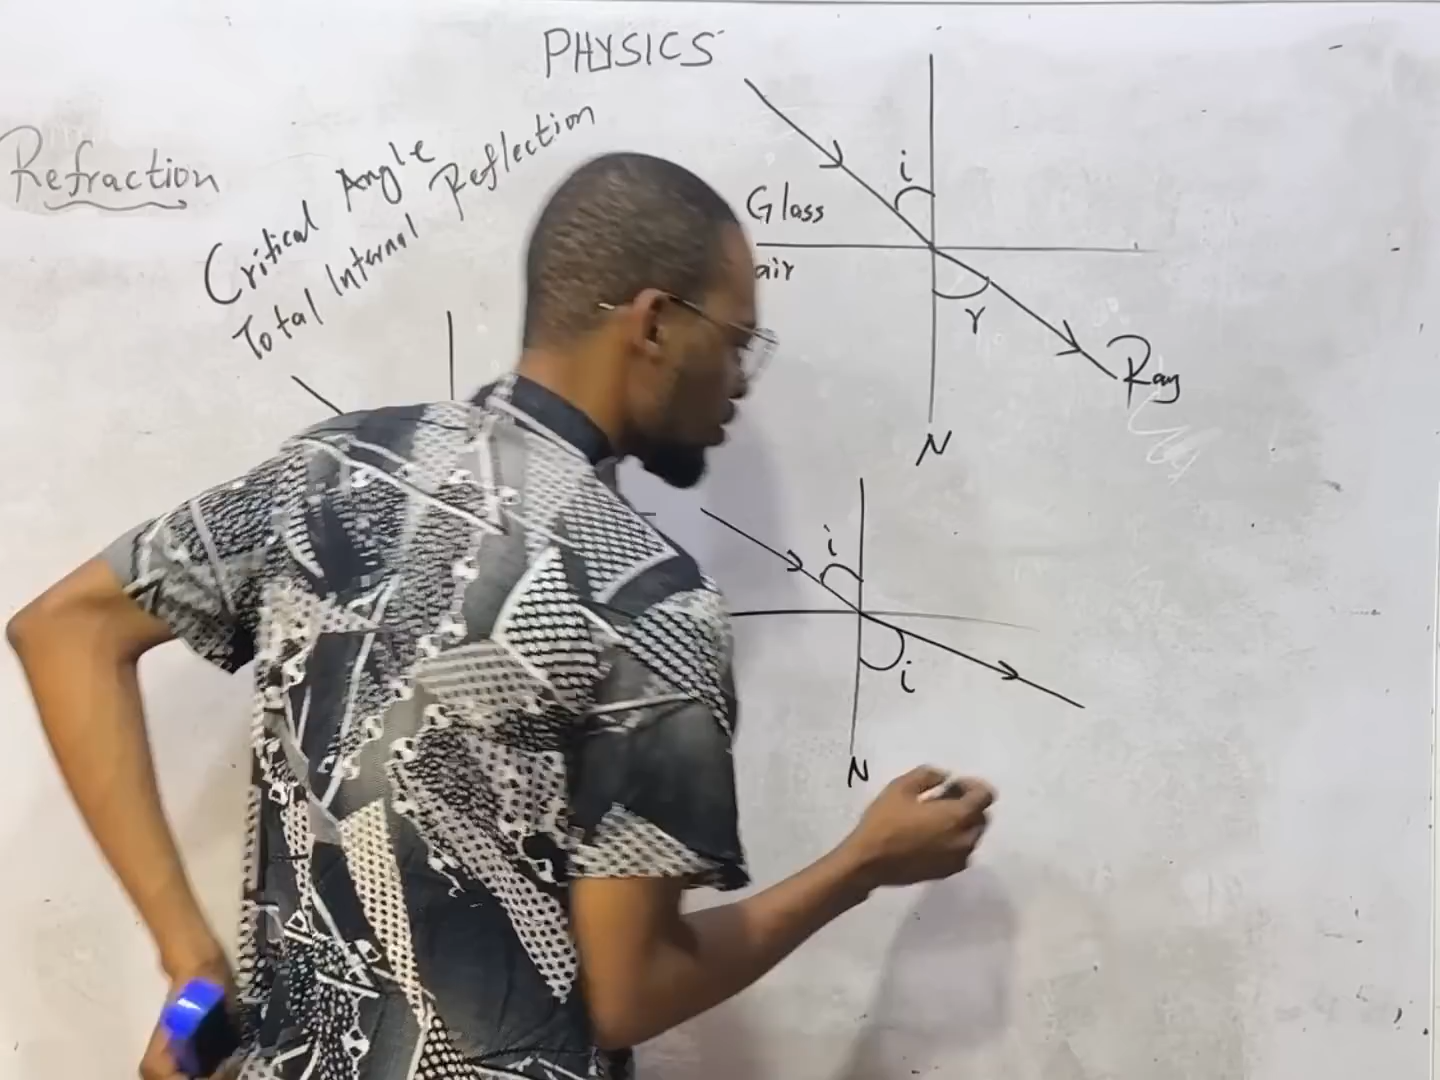 PHYSICS
Refraction
Critical Angle
Total Internal Reflection
i
Glass
air
r
Ray
N
i
i
N